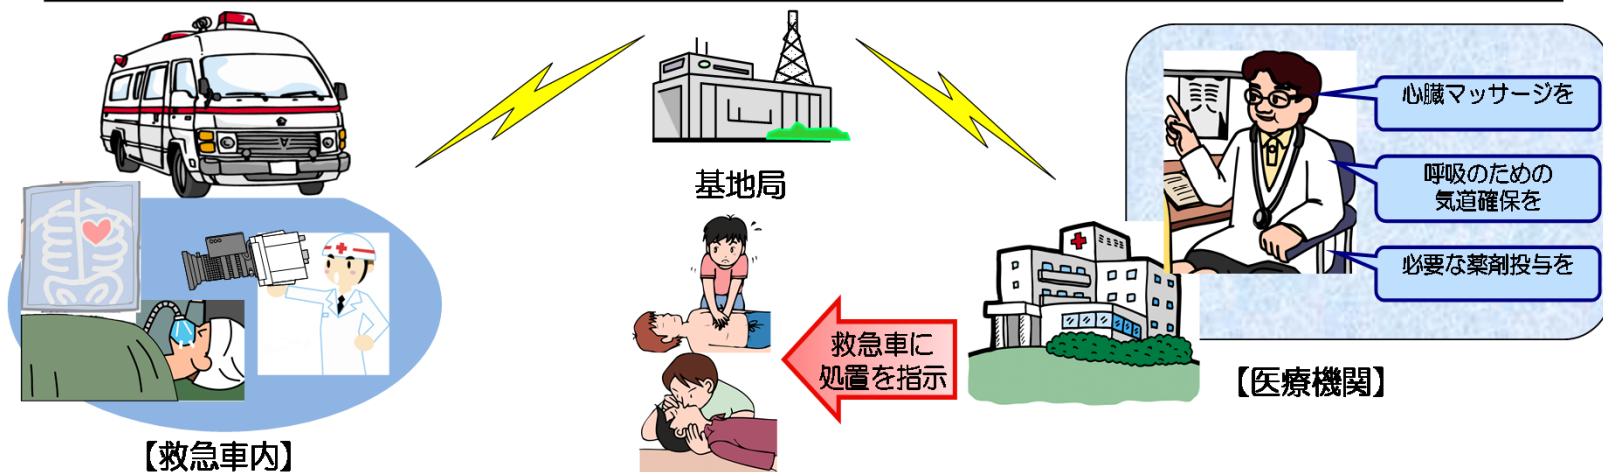 基地局
心臓マッサージを
呼吸のための
気道確保を
必要な薬剤投与を
救急車に
処置を指示
【医療機関】
【救急車内】